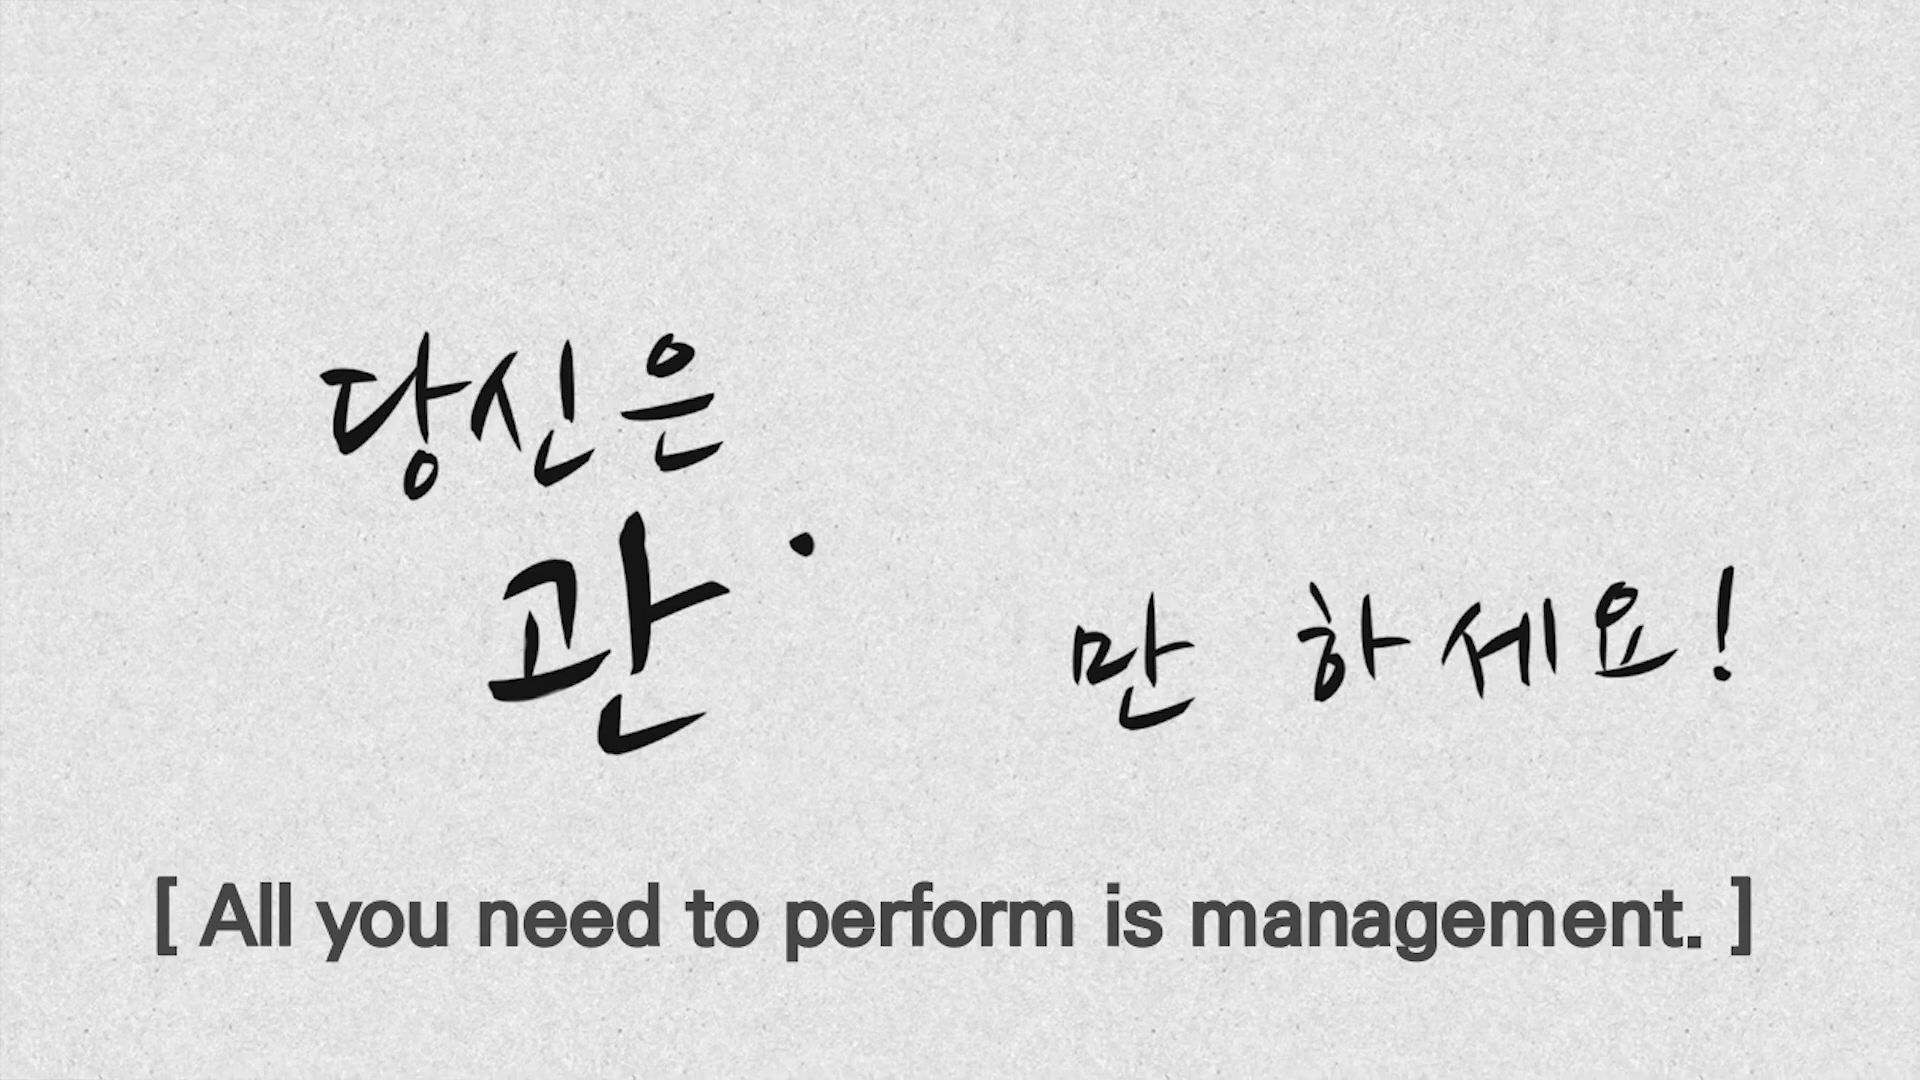 당신은
관 만 하세요!
[ All you need to perform is management. ]